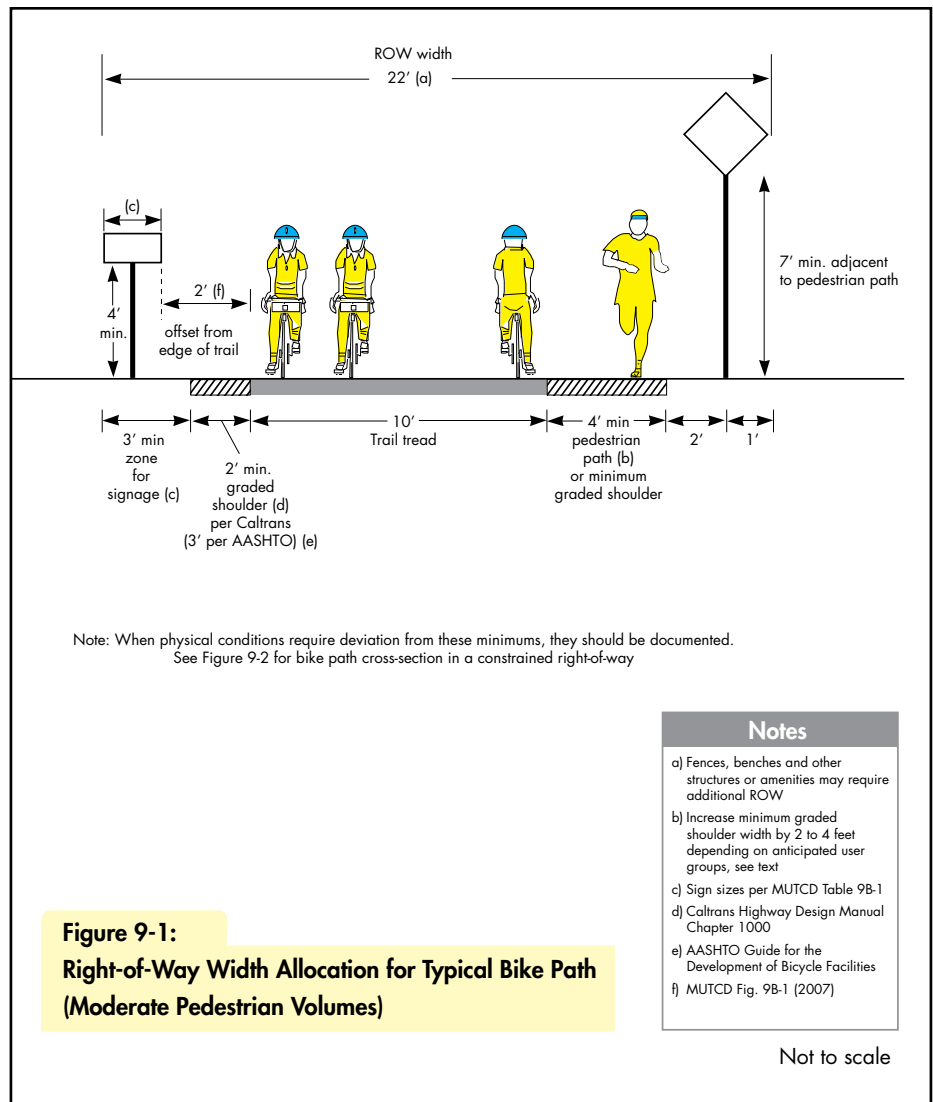 ROW width
22’ (a)
(c)
2’ (f)
4’
min.
offset from
edge of trail
7’ min. adjacent
to pedestrian path
3’ min
zone
for
signage (c)
2’ min.
graded
shoulder (d)
per Caltrans
(3’ per AASHTO) (e)
10’
Trail tread
4’ min
pedestrian
path (b)
or minimum
graded shoulder
2’
1’
Note: When physical conditions require deviation from these minimums, they should be documented.
See Figure 9-2 for bike path cross-section in a constrained right-of-way
Notes
a) Fences, benches and other
structures or amenities may require
additional ROW
b) Increase minimum graded
shoulder width by 2 to 4 feet
depending on anticipated user
groups, see text
c) Sign sizes per MUTCD Table 9B-1
d) Caltrans Highway Design Manual
Chapter 1000
e) AASHTO Guide for the
Development of Bicycle Facilities
f) MUTCD Fig. 9B-1 (2007)
Figure 9-1:
Right-of-Way Width Allocation for Typical Bike Path
(Moderate Pedestrian Volumes)
Not to scale